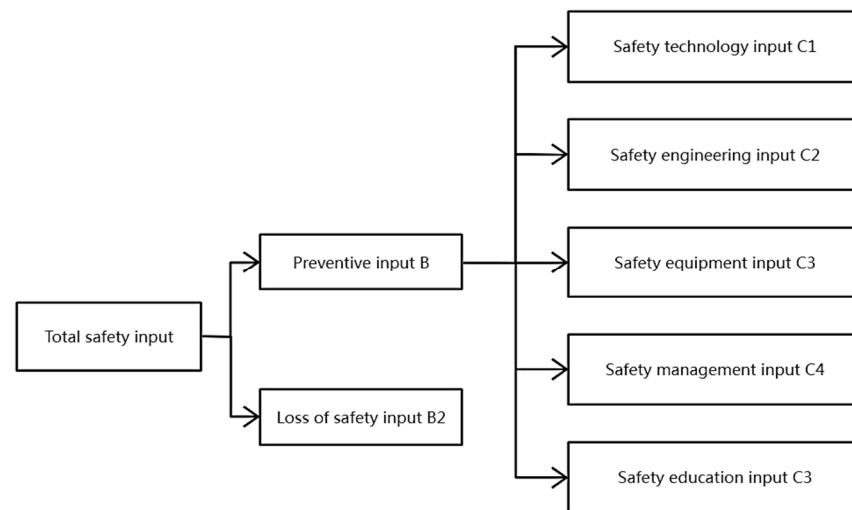 Safety technology input C1
Safety engineering input C2
Preventive input B
Safety equipment input C3
Total safety input
Safety management input C4
Loss of safety input B2
Safety education input C3